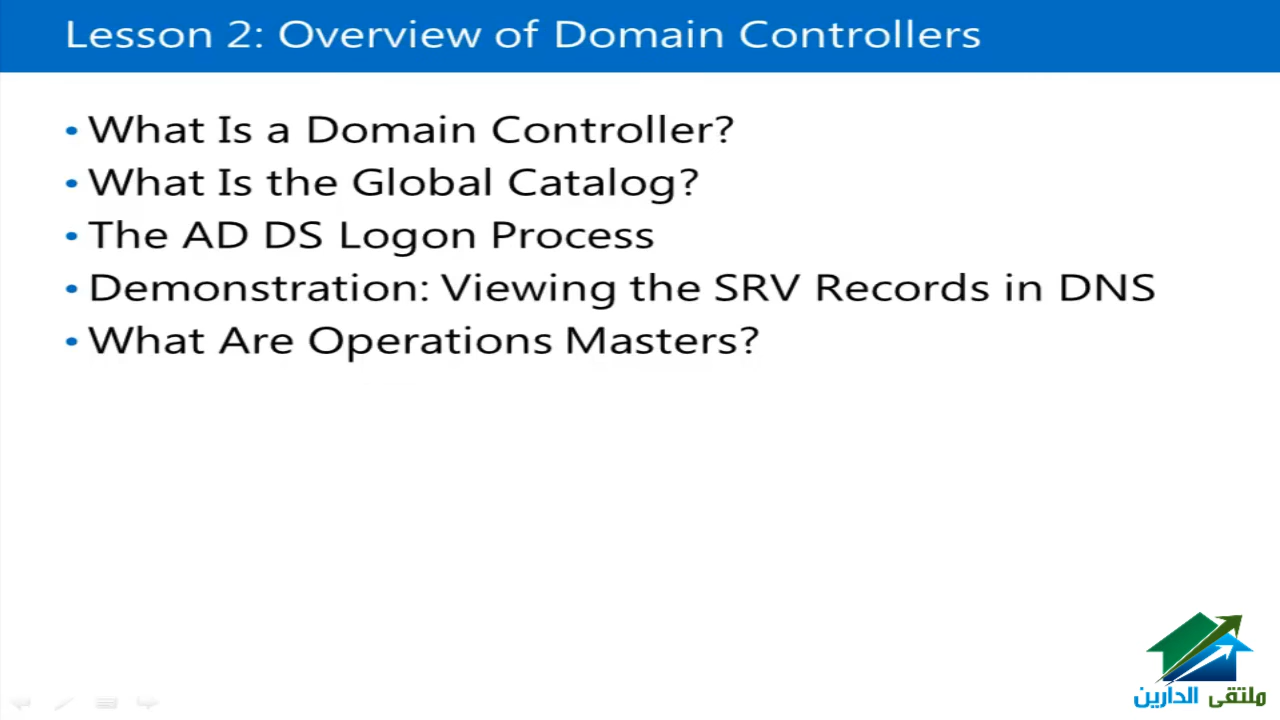 Lesson 2: Overview of Domain Controllers
• What Is a Domain Controller?
• What Is the Global Catalog?
• The AD DS Logon Process
• Demonstration: Viewing the SRV Records in DNS
• What Are Operations Masters?
ملتقى الدارين